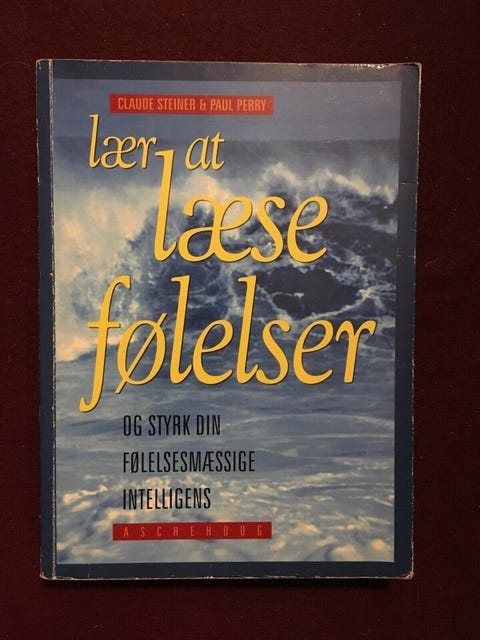 CLAUDE STEINER & PAUL PERRY
lær at
læse
følelser
OG STYRK DIN
FØLELSESMÆSSIGE
INTELLIGENS
ASCHEHOUG